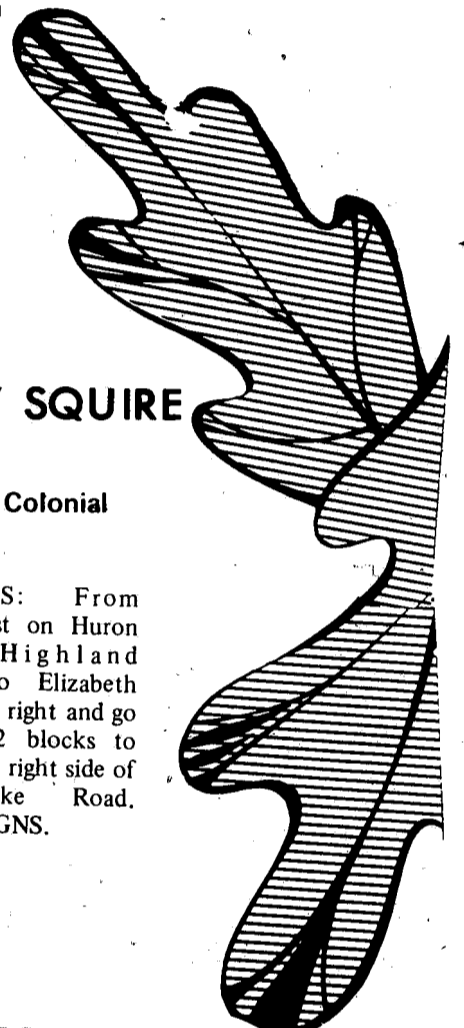 SQUIRE
Colonial
S: From
st on Huron
Highland
o Elizabeth
right and go
2 blocks to
right side of
ke Road.
GNS.